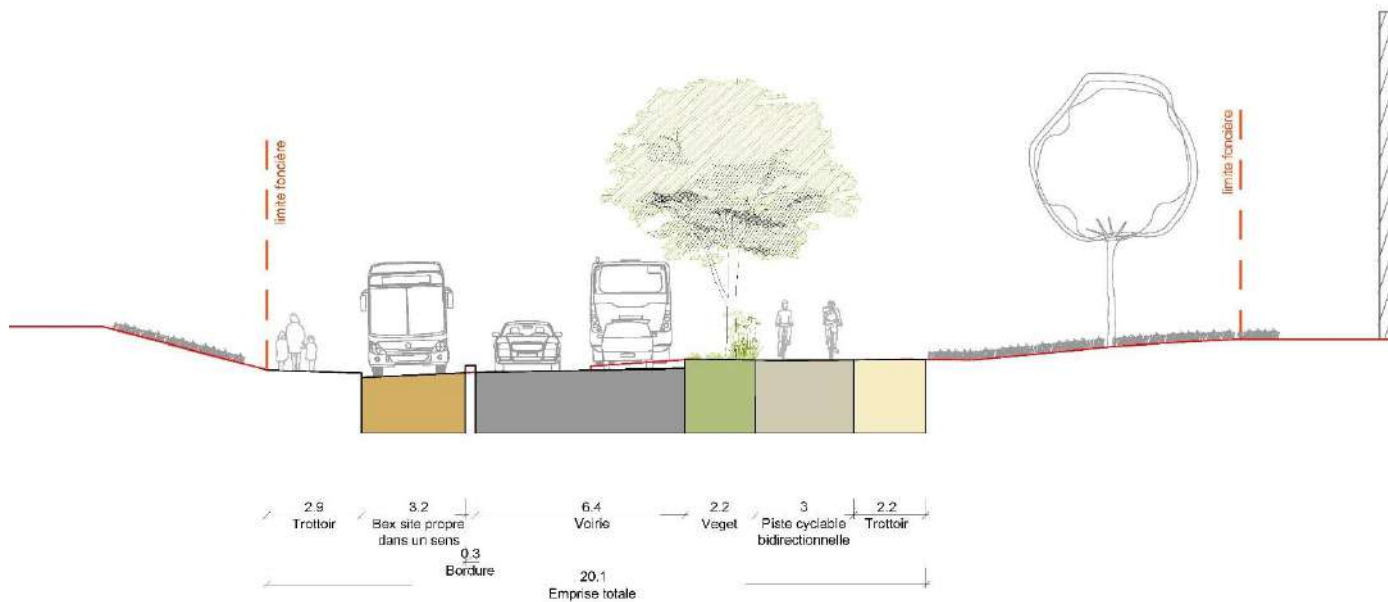 limite foncière
limite foncière
2.9
Trottoir
3.2
Bex site propre
dans un sens
0.3
Bordure
6.4
Voirie
2.2
Veget
3
Piste cyclable
bidirectionnelle
2.2
Trottoir
20.1
Emprise totale